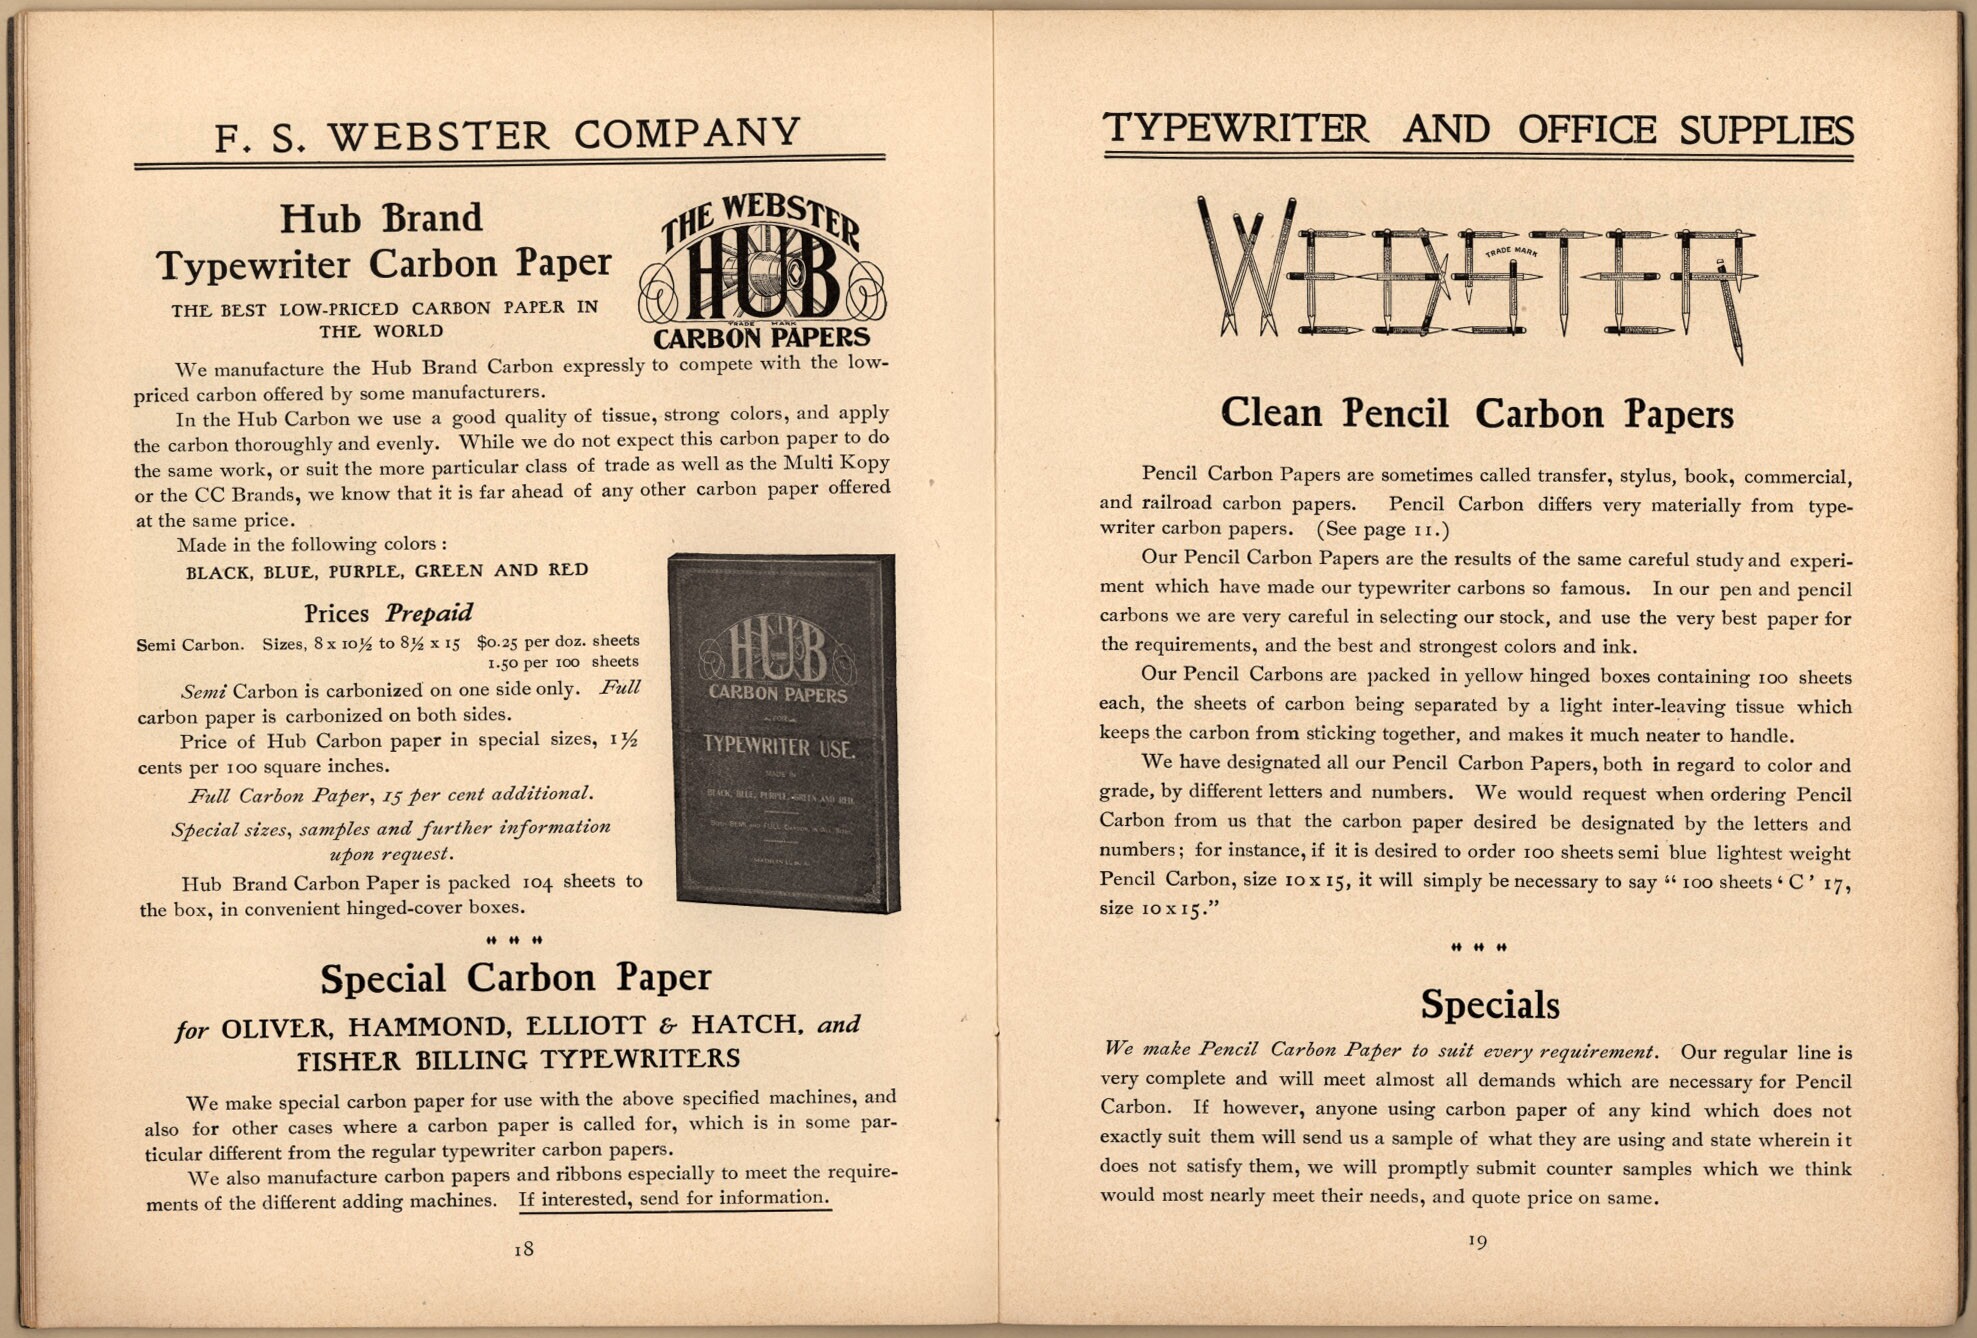 F. S. WEBSTER COMPANY
Hub Brand
Typewriter Carbon Paper
THE BEST LOW-PRICED CARBON PAPER IN
THE WORLD
THE WEBSTER
HUB
TRADE MARK
CARBON PAPERS
We manufacture the Hub Brand Carbon expressly to compete with the low-
priced carbon offered by some manufacturers.
In the Hub Carbon we use a good quality of tissue, strong colors, and apply
the carbon thoroughly and evenly. While we do not expect this carbon paper to do
the same work, or suit the more particular class of trade as well as the Multi Kopy
or the CC Brands, we know that it is far ahead of any other carbon paper offered
at the same price.
Made in the following colors :
BLACK, BLUE, PURPLE, GREEN AND RED
Prices Prepaid
Semi Carbon. Sizes, 8 x 10½ to 8½ x 15 $0.25 per doz. sheets
1.50 per 100 sheets
Semi Carbon is carbonized on one side only. Full
carbon paper is carbonized on both sides.
Price of Hub Carbon paper in special sizes, 1½
cents per 100 square inches.
Full Carbon Paper, 15 per cent additional.
Special sizes, samples and further information
upon request.
Hub Brand Carbon Paper is packed 104 sheets to
the box, in convenient hinged-cover boxes.
HUB
CARBON PAPERS
FOR
TYPEWRITER USE.
MADE IN
BLACK, BLUE, PURPLE, GREEN AND RED
Special Carbon Paper
for OLIVER, HAMMOND, ELLIOTT & HATCH, and
FISHER BILLING TYPEWRITERS
We make special carbon paper for use with the above specified machines, and
also for other cases where a carbon paper is called for, which is in some par-
ticular different from the regular typewriter carbon papers.
We also manufacture carbon papers and ribbons especially to meet the require-
ments of the different adding machines. If interested, send for information.
18
TYPEWRITER AND OFFICE SUPPLIES
WEBSTER
TRADE MARK
Clean Pencil Carbon Papers
Pencil Carbon Papers are sometimes called transfer, stylus, book, commercial,
and railroad carbon papers. Pencil Carbon differs very materially from type-
writer carbon papers. (See page 11.)
Our Pencil Carbon Papers are the results of the same careful study and experi-
ment which have made our typewriter carbons so famous. In our pen and pencil
carbons we are very careful in selecting our stock, and use the very best paper for
the requirements, and the best and strongest colors and ink.
Our Pencil Carbons are packed in yellow hinged boxes containing 100 sheets
each, the sheets of carbon being separated by a light inter-leaving tissue which
keeps the carbon from sticking together, and makes it much neater to handle.
We have designated all our Pencil Carbon Papers, both in regard to color and
grade, by different letters and numbers. We would request when ordering Pencil
Carbon from us that the carbon paper desired be designated by the letters and
numbers; for instance, if it is desired to order 100 sheets semi blue lightest weight
Pencil Carbon, size 10 x 15, it will simply be necessary to say “ 100 sheets ‘ C ’ 17,
size 10 x 15.”
Specials
We make Pencil Carbon Paper to suit every requirement. Our regular line is
very complete and will meet almost all demands which are necessary for Pencil
Carbon. If however, anyone using carbon paper of any kind which does not
exactly suit them will send us a sample of what they are using and state wherein it
does not satisfy them, we will promptly submit counter samples which we think
would most nearly meet their needs, and quote price on same.
19